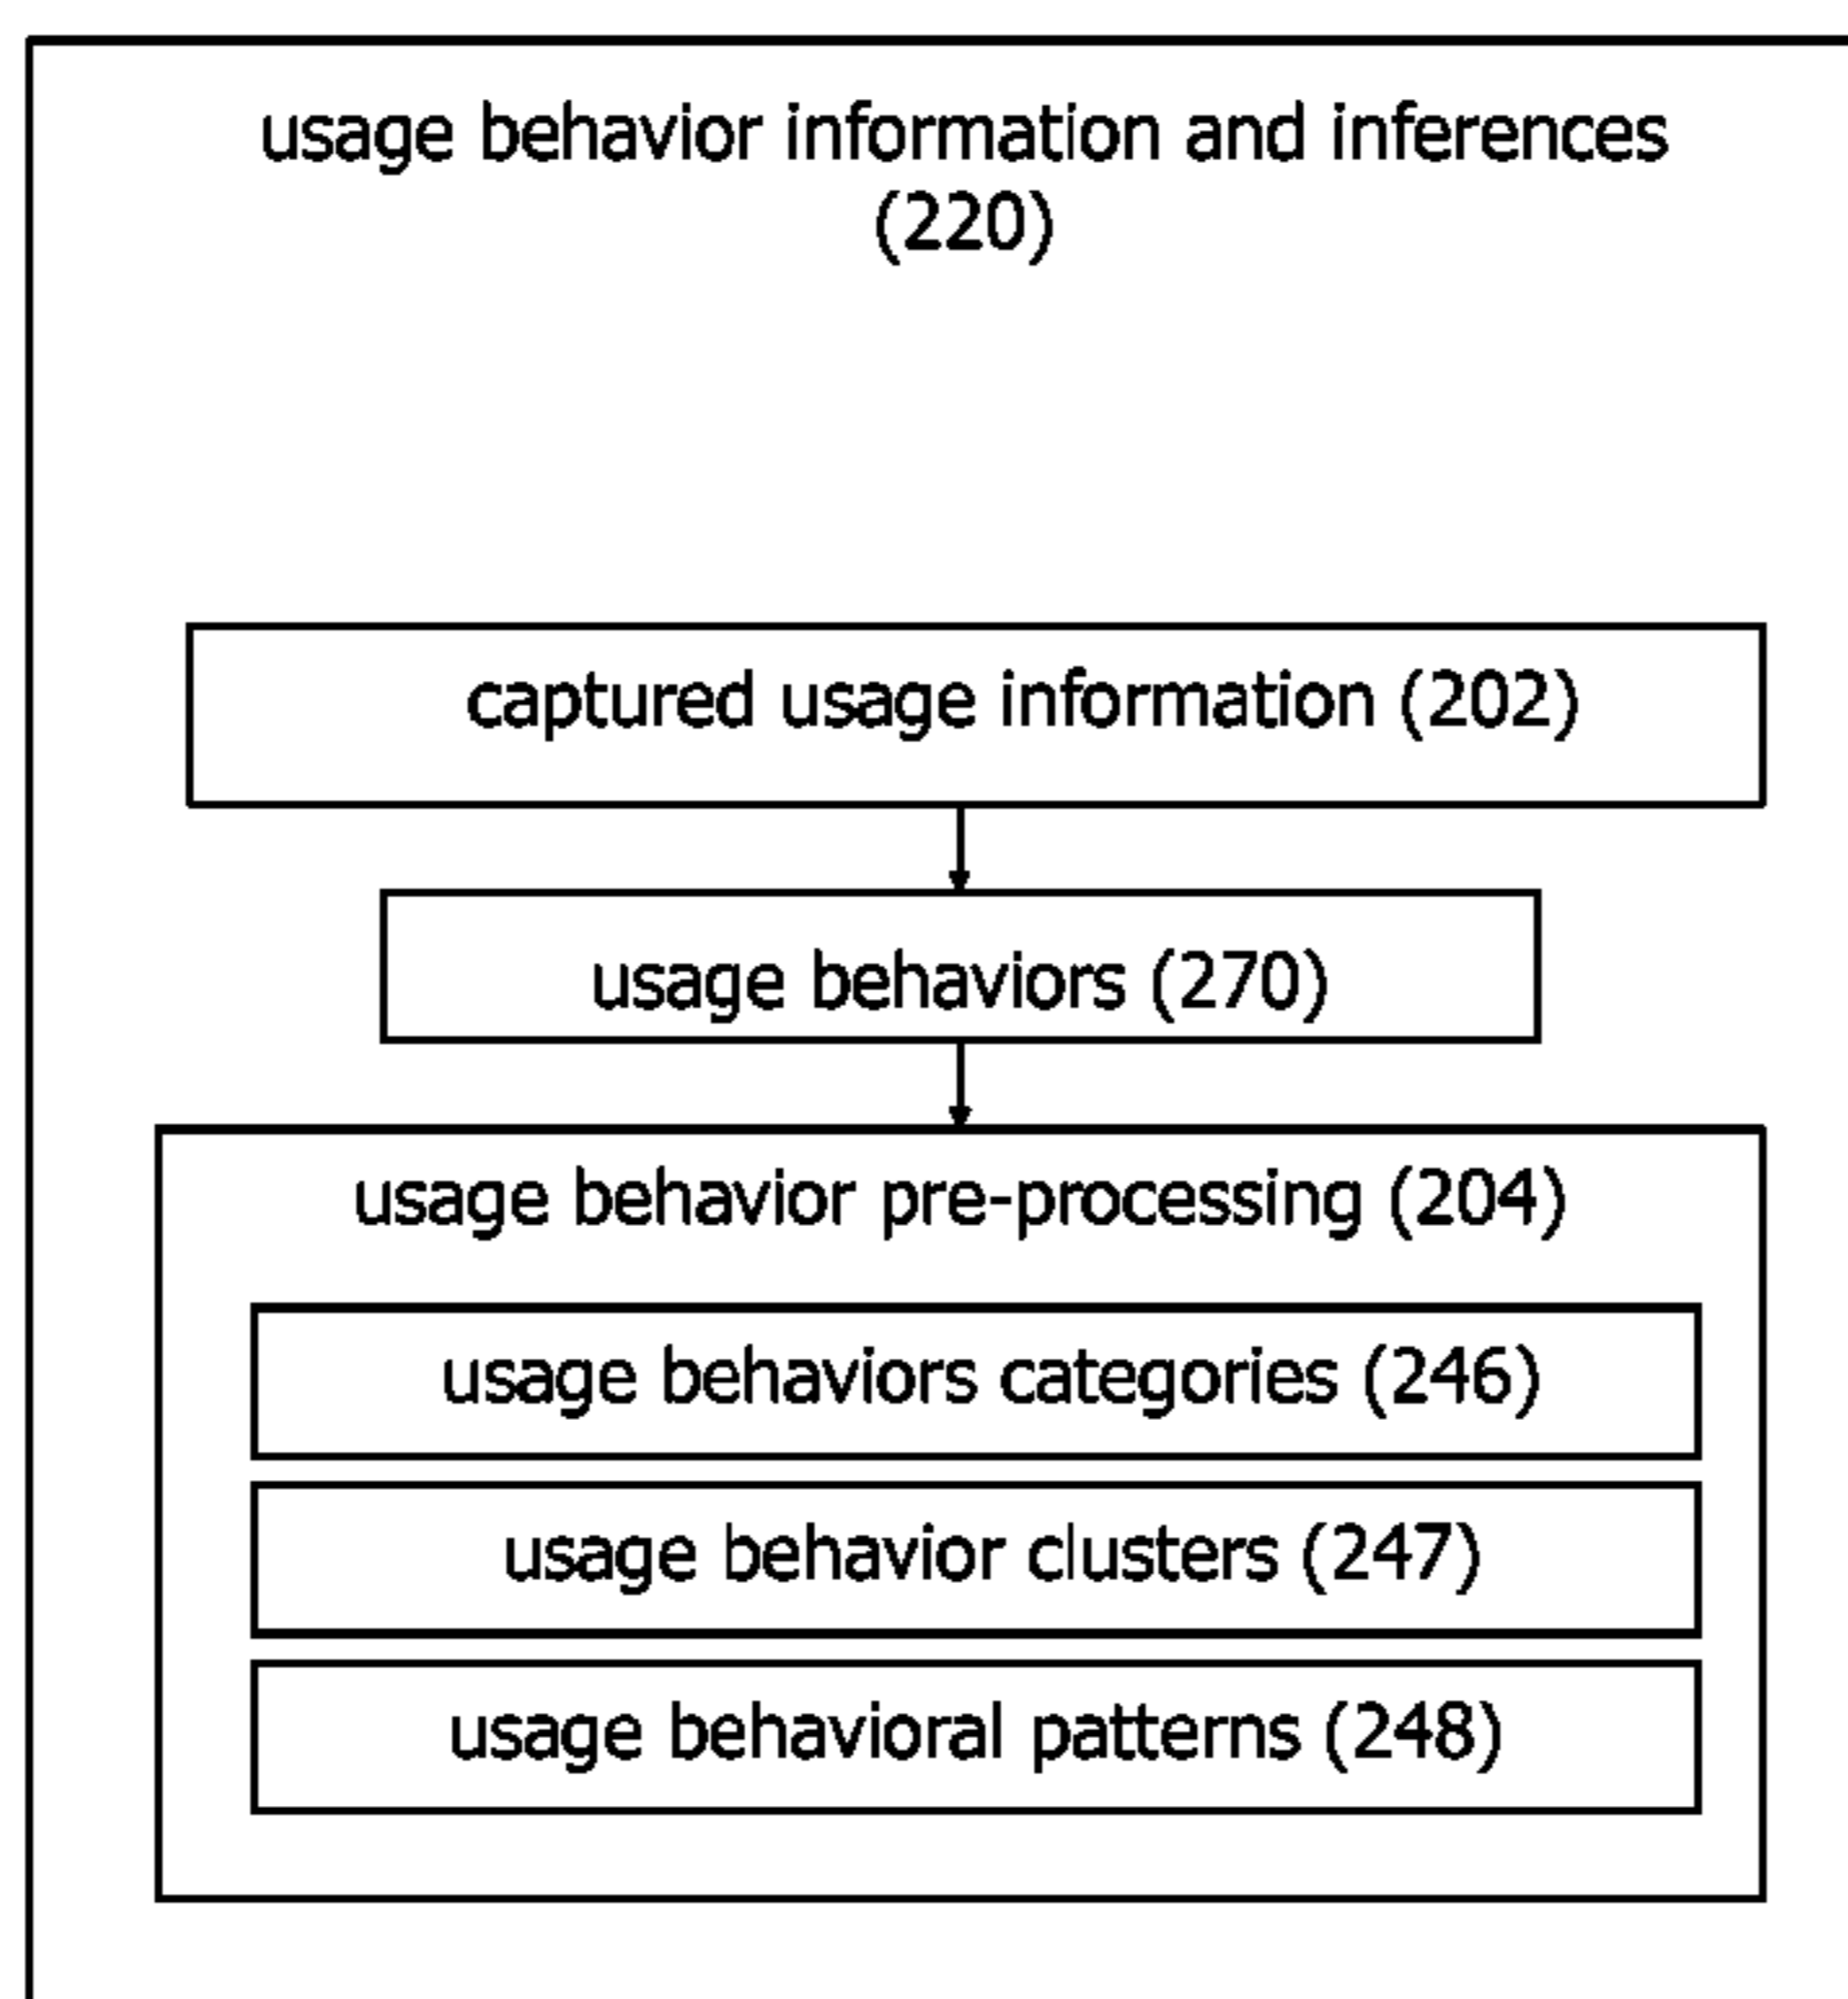 usage behavior information and inferences
(220)
captured usage information (202)
usage behaviors (270)
usage behavior pre-processing (204)
usage behaviors categories (246)
usage behavior clusters (247)
usage behavioral patterns (248)